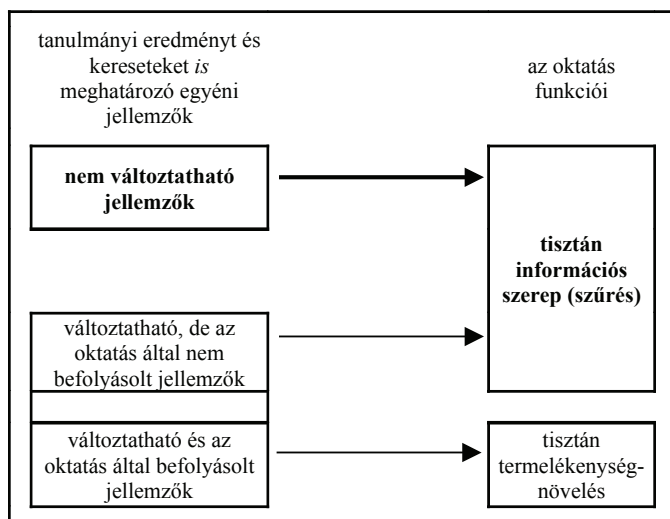 tanulmányi eredményt és
kereseteket is
meghatározó egyéni
jellemzők
az oktatás
funkciói
nem változtatható
jellemzők
tisztán
információs
szerep (szűrés)
változtatható, de az
oktatás által nem
befolyásolt jellemzők
változtatható és az
oktatás által befolyásolt
jellemzők
tisztán
termelékenység-
növelés